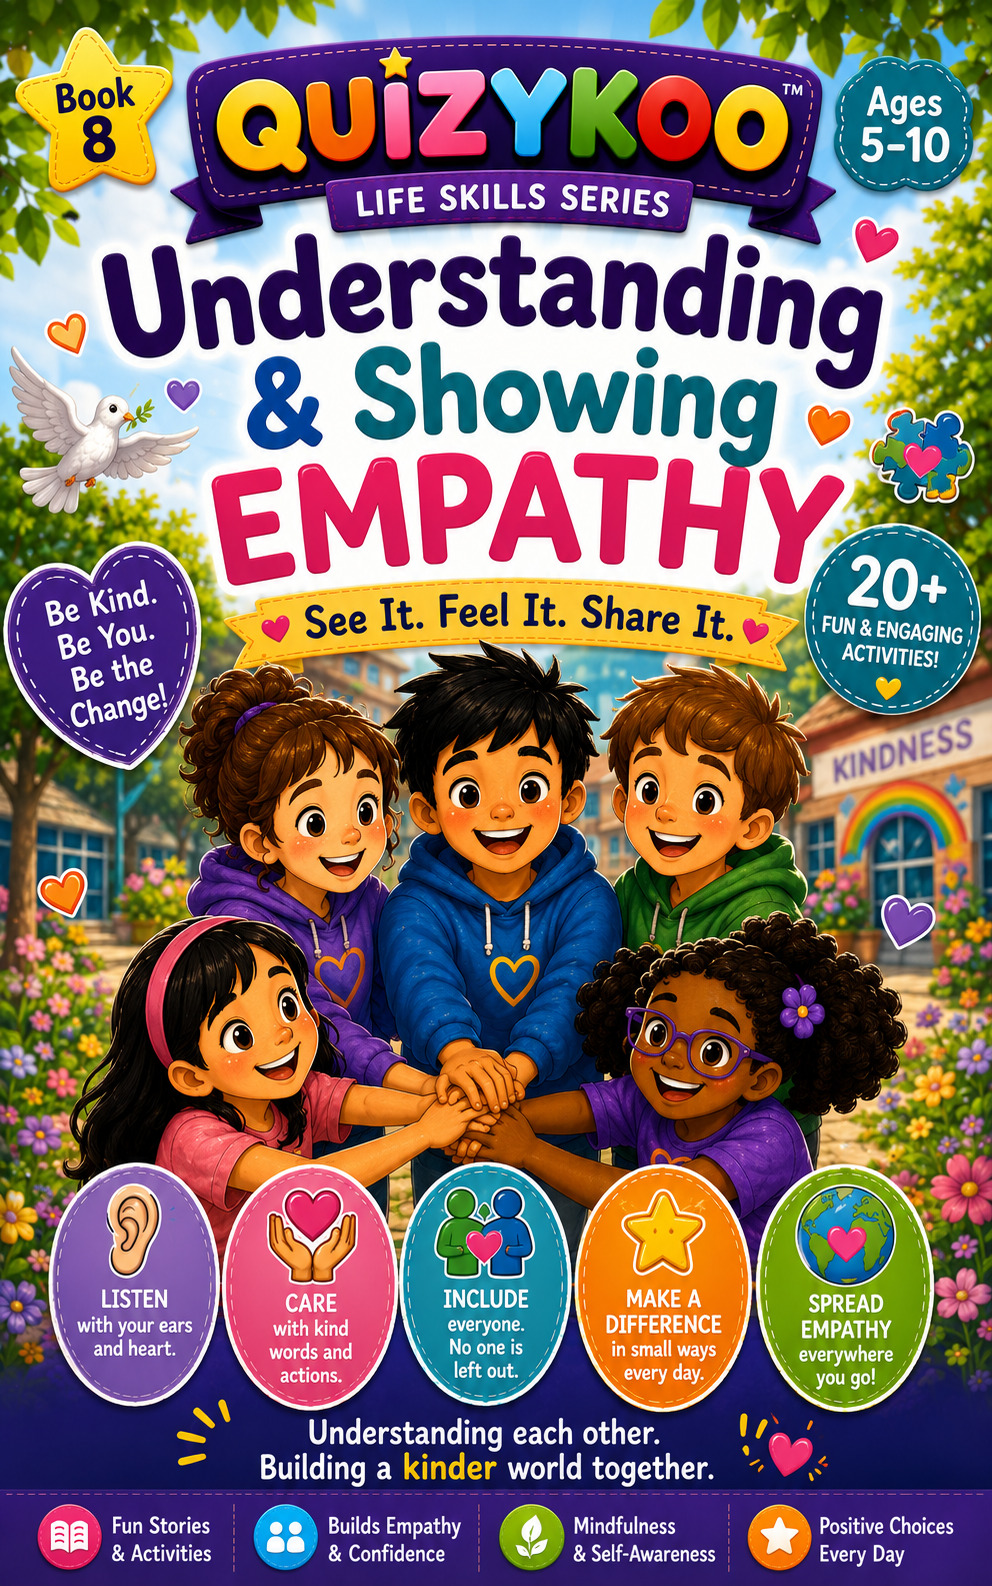 Book
8
QUiZYKOO™
LIFE SKILLS SERIES
Ages
5-10
Understanding
& Showing
EMPATHY
See It. Feel It. Share It.
Be Kind.
Be You.
Be the
Change!
20+
FUN & ENGAGING
ACTIVITIES!
KINDNESS
LISTEN
with your ears
and heart.
CARE
with kind
words and
actions.
INCLUDE
everyone.
No one is
left out.
MAKE A
DIFFERENCE
in small ways
every day.
SPREAD
EMPATHY
everywhere
you go!
Understanding each other.
Building a kinder world together.
Fun Stories
& Activities
Builds Empathy
& Confidence
Mindfulness
& Self-Awareness
Positive Choices
Every Day